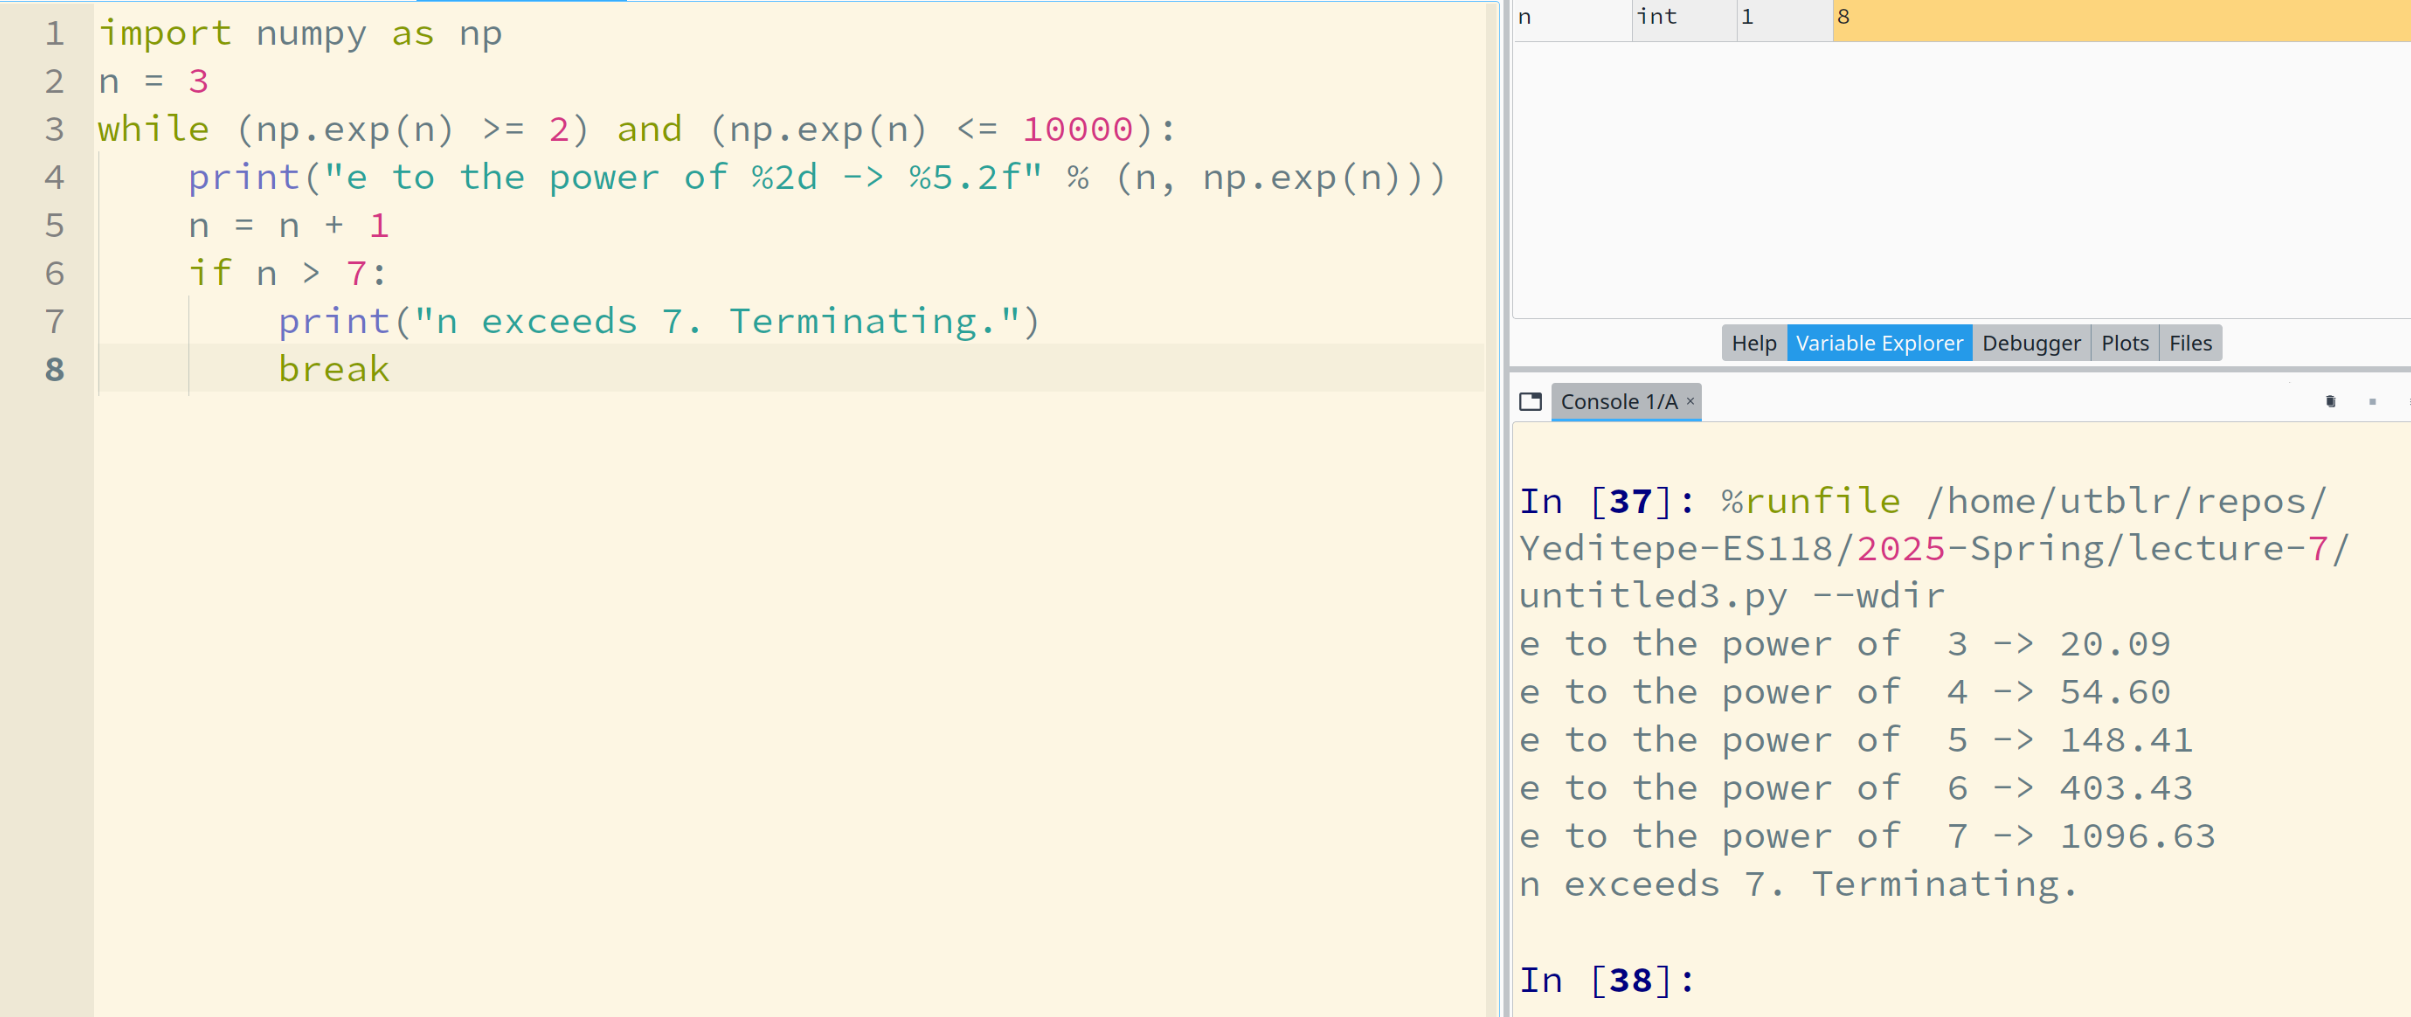 1 import numpy as np
2 n = 3
3 while (np.exp(n) >= 2) and (np.exp(n) <= 10000):
4     print("e to the power of %2d -> %5.2f" % (n, np.exp(n)))
5     n = n + 1
6     if n > 7:
7         print("n exceeds 7. Terminating.")
8         break
n int 1 8
Help Variable Explorer Debugger Plots Files
Console 1/A ×
In [37]: %runfile /home/utblr/repos/
Yeditepe-ES118/2025-Spring/lecture-7/
untitled3.py --wdir
e to the power of  3 -> 20.09
e to the power of  4 -> 54.60
e to the power of  5 -> 148.41
e to the power of  6 -> 403.43
e to the power of  7 -> 1096.63
n exceeds 7. Terminating.
In [38]: